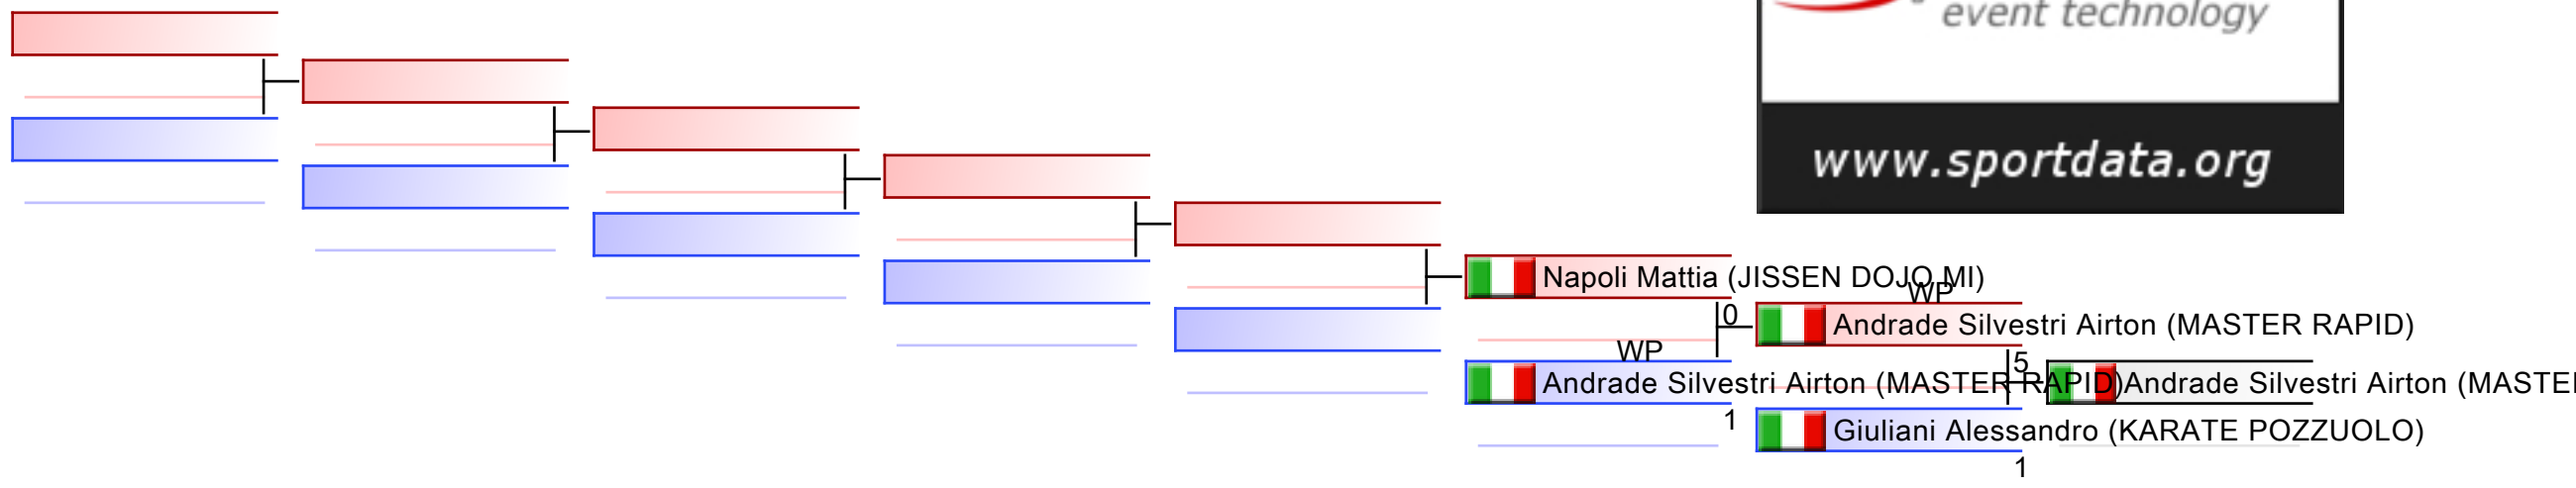 event technology
www.sportdata.org
Napoli Mattia (JISSEN DOJO MI)
WP
0
Andrade Silvestri Airton (MASTER RAPID)
WP
5
Andrade Silvestri Airton (MASTER RAPID)
Andrade Silvestri Airton (MASTE
1
Giuliani Alessandro (KARATE POZZUOLO)
1